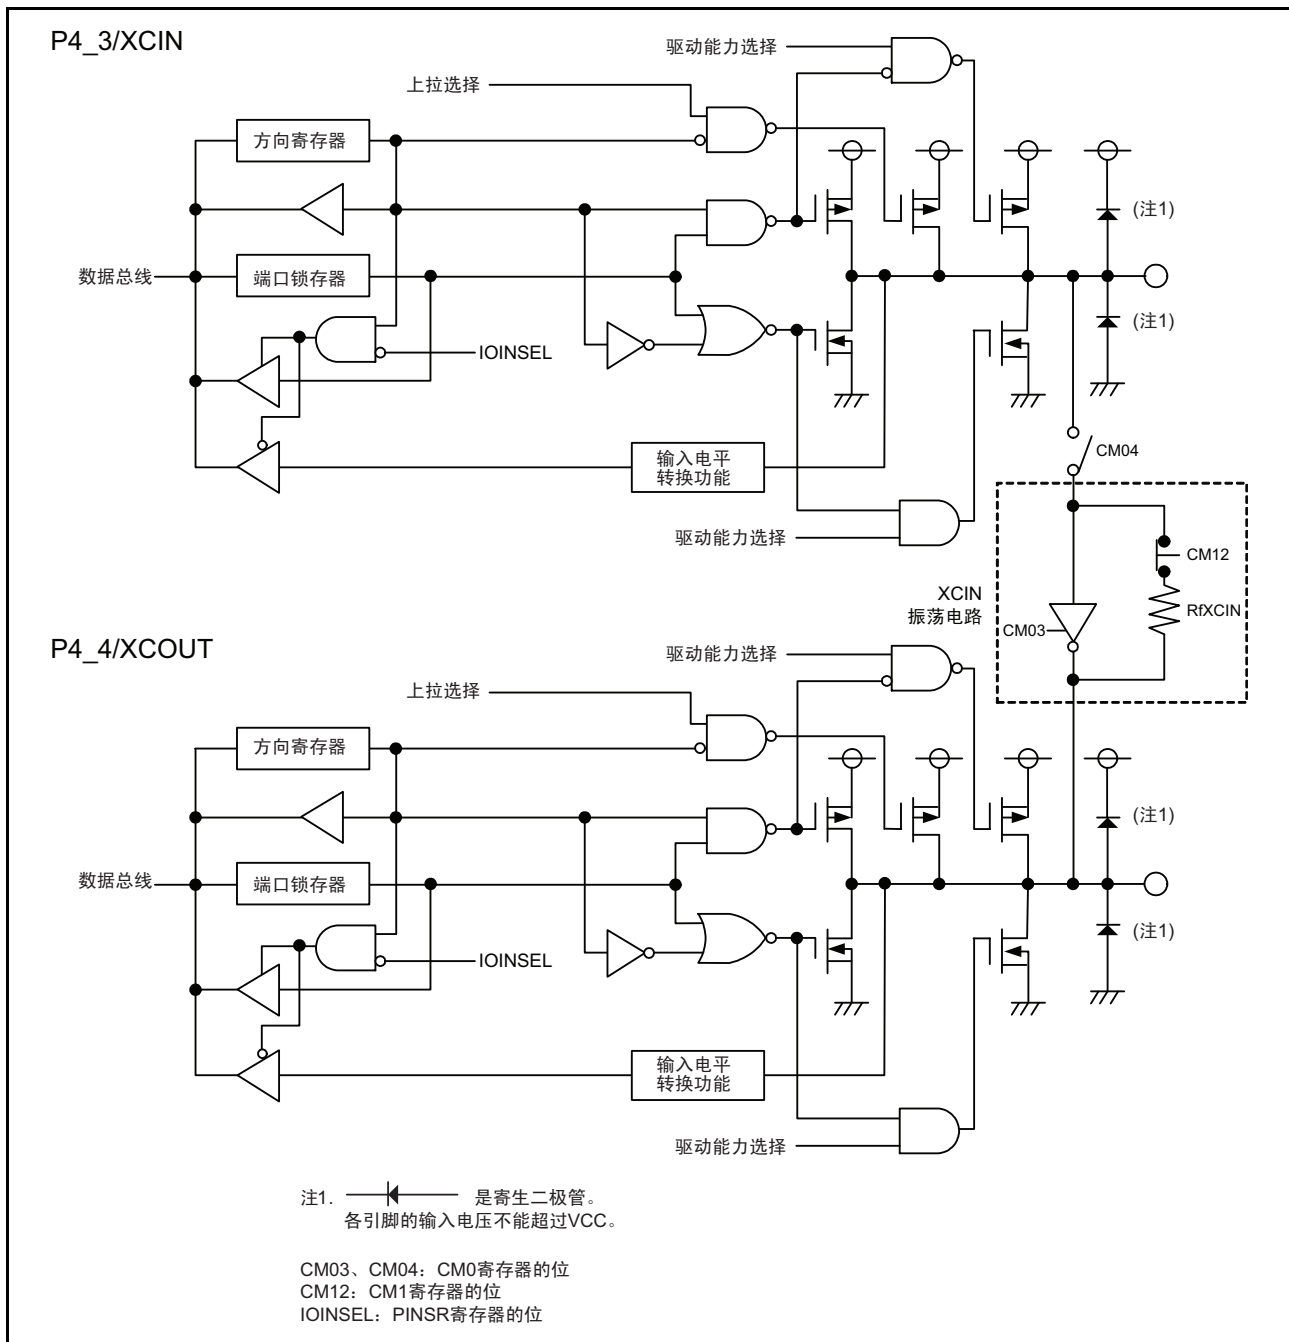 P4_3/XCIN
驱动能力选择
上拉选择
方向寄存器
(注1)
数据总线
端口锁存器
(注1)
IOINSEL
输入电平
转换功能
CM04
驱动能力选择
CM12
XCIN
振荡电路
RfXCIN
CM03
P4_4/XCOUT
驱动能力选择
上拉选择
方向寄存器
(注1)
数据总线
端口锁存器
(注1)
IOINSEL
输入电平
转换功能
驱动能力选择
注1. 是寄生二极管。
各引脚的输入电压不能超过VCC。
CM03、CM04：CM0寄存器的位
CM12：CM1寄存器的位
IOINSEL：PINSR寄存器的位